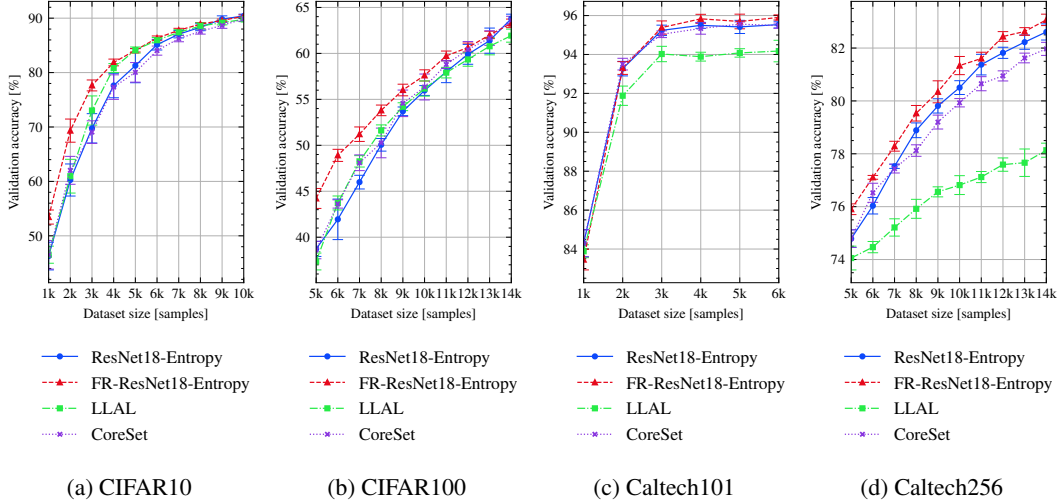 Validation accuracy [%]
90
80
70
60
50
1k 2k 3k 4k 5k 6k 7k 8k 9k 10k
Dataset size [samples]
ResNet18-Entropy
FR-ResNet18-Entropy
LLAL
CoreSet
(a) CIFAR10
Validation accuracy [%]
65
60
55
50
45
40
5k 6k 7k 8k 9k 10k 11k 12k 13k 14k
Dataset size [samples]
ResNet18-Entropy
FR-ResNet18-Entropy
LLAL
CoreSet
(b) CIFAR100
Validation accuracy [%]
96
94
92
90
88
86
84
1k 2k 3k 4k 5k 6k
Dataset size [samples]
ResNet18-Entropy
FR-ResNet18-Entropy
LLAL
CoreSet
(c) Caltech101
Validation accuracy [%]
82
80
78
76
74
5k 6k 7k 8k 9k 10k 11k 12k 13k 14k
Dataset size [samples]
ResNet18-Entropy
FR-ResNet18-Entropy
LLAL
CoreSet
(d) Caltech256